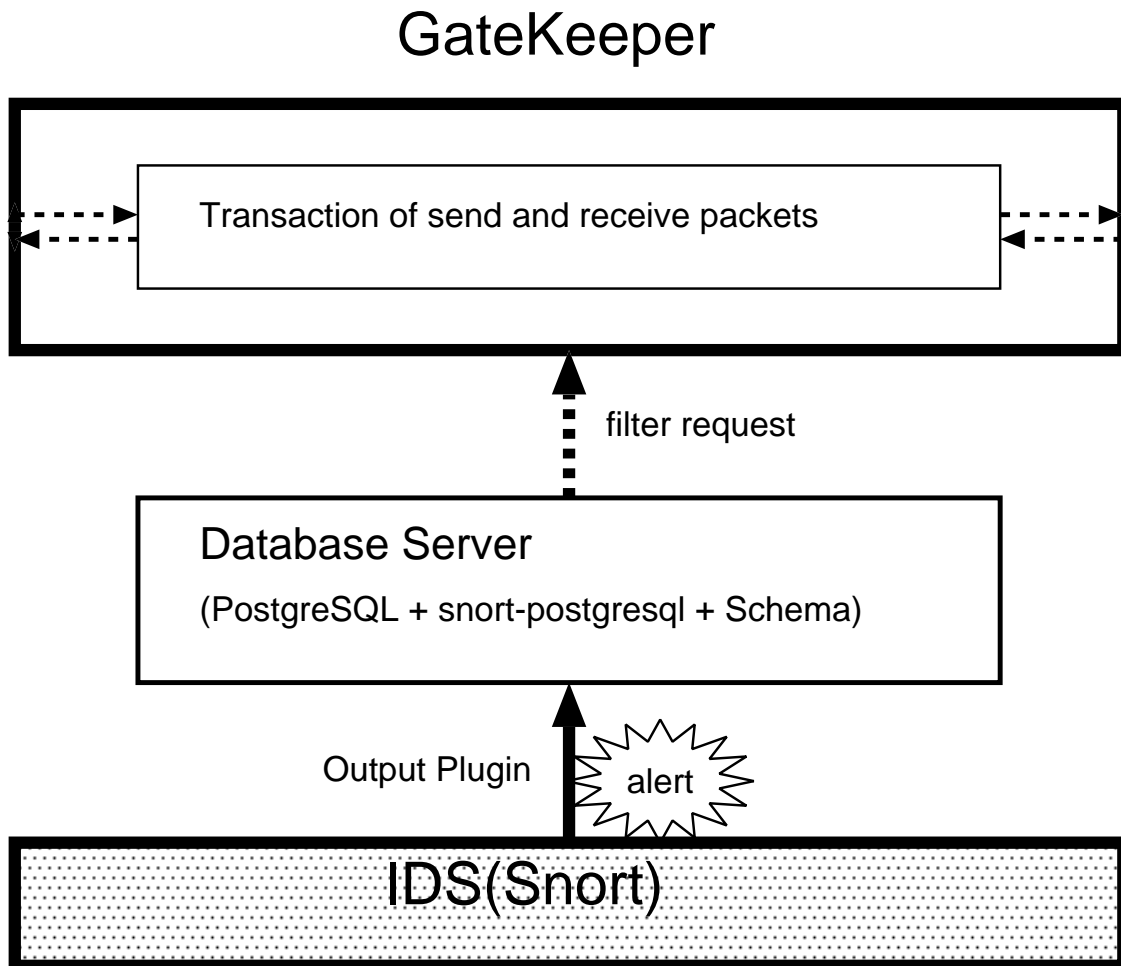 GateKeeper
Transaction of send and receive packets
filter request
Database Server
(PostgreSQL + snort-postgresql + Schema)
Output Plugin
alert
IDS(Snort)